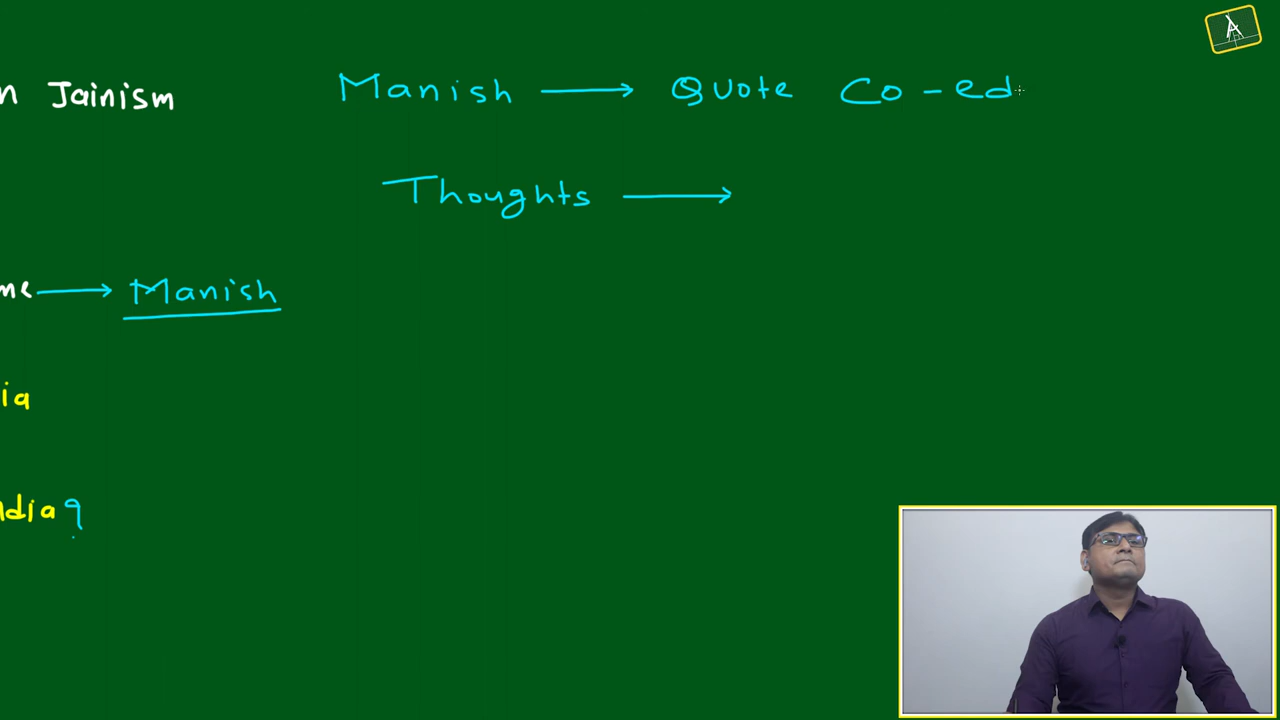 n Jainism
Manish → Quote Co-ed
Thoughts →
me → Manish
ia
ndia ?